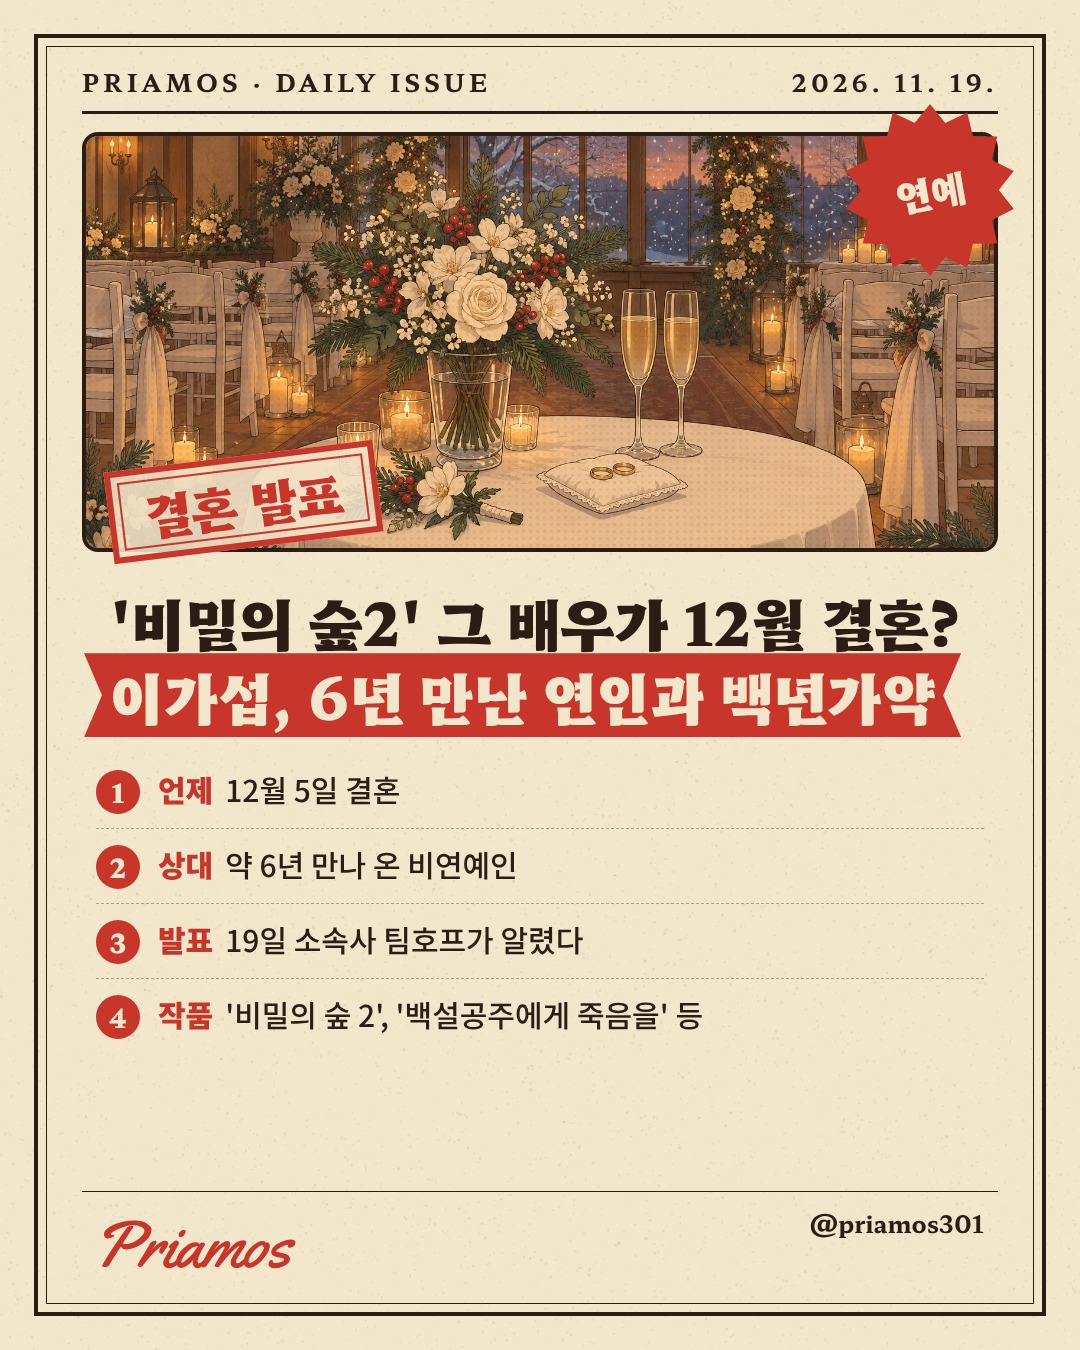 PRIAMOS · DAILY ISSUE
2026. 11. 19.
연예
결혼 발표
'비밀의 숲2' 그 배우가 12월 결혼?
이가섭, 6년 만난 연인과 백년가약
1 언제 12월 5일 결혼
2 상대 약 6년 만나 온 비연예인
3 발표 19일 소속사 팀호프가 알렸다
4 작품 '비밀의 숲 2', '백설공주에게 죽음을' 등
Priamos
@priamos301